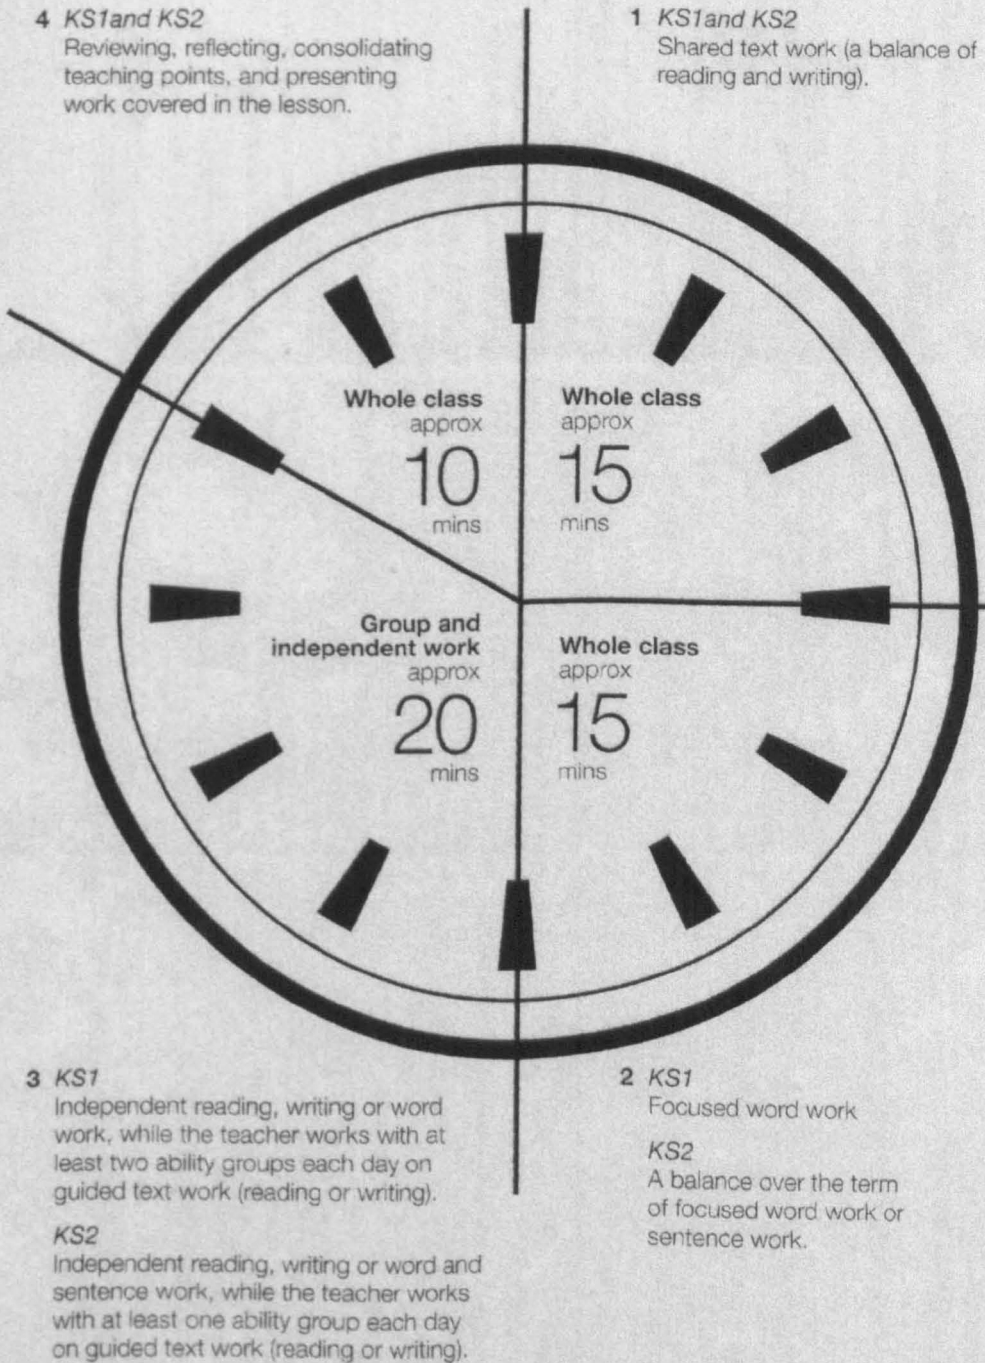 4 KS1and KS2
Reviewing, reflecting, consolidating
teaching points, and presenting
work covered in the lesson.
1 KS1and KS2
Shared text work (a balance of
reading and writing).
Whole class
approx
10
mins
Whole class
approx
15
mins
Group and
independent work
approx
20
mins
Whole class
approx
15
mins
3 KS1
Independent reading, writing or word
work, while the teacher works with at
least two ability groups each day on
guided text work (reading or writing).
KS2
Independent reading, writing or word and
sentence work, while the teacher works
with at least one ability group each day
on guided text work (reading or writing).
2 KS1
Focused word work
KS2
A balance over the term
of focused word work or
sentence work.